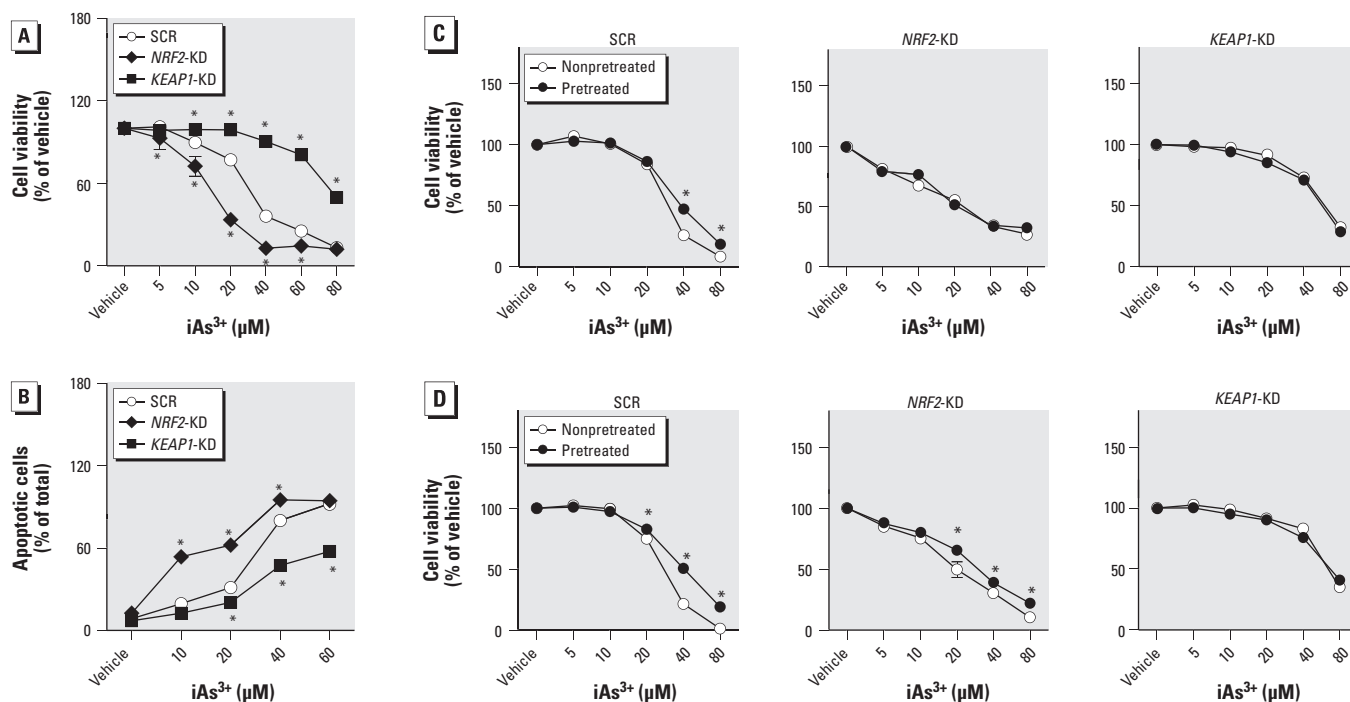 A
180
120
60
0
Cell viability
(% of vehicle)
SCR
NRF2-KD
KEAP1-KD
*
*
*
*
*
*
*
*
*
*
*
Vehicle
5
10
20
40
60
80
iAs³⁺ (µM)
C
SCR
Nonpretreated
Pretreated
150
100
50
0
Cell viability
(% of vehicle)
*
*
Vehicle
5
10
20
40
80
iAs³⁺ (µM)
NRF2-KD
150
100
50
0
Vehicle
5
10
20
40
80
iAs³⁺ (µM)
KEAP1-KD
150
100
50
0
Vehicle
5
10
20
40
80
iAs³⁺ (µM)
B
180
120
60
0
Apoptotic cells
(% of total)
SCR
NRF2-KD
KEAP1-KD
*
*
*
*
*
*
Vehicle
10
20
40
60
iAs³⁺ (µM)
D
SCR
Nonpretreated
Pretreated
150
100
50
0
Cell viability
(% of vehicle)
*
*
*
Vehicle
5
10
20
40
80
iAs³⁺ (µM)
NRF2-KD
150
100
50
0
*
*
*
Vehicle
5
10
20
40
80
iAs³⁺ (µM)
KEAP1-KD
150
100
50
0
Vehicle
5
10
20
40
80
iAs³⁺ (µM)